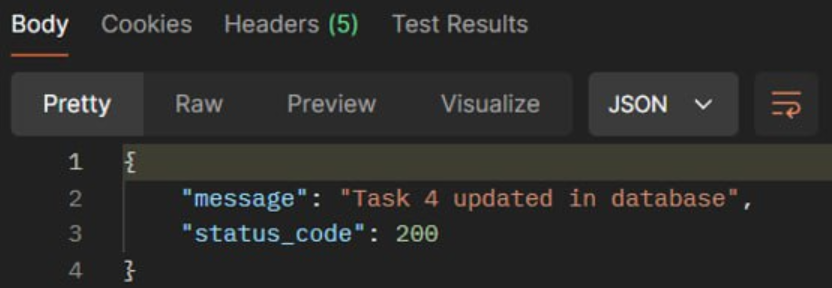 Body Cookies Headers (5) Test Results
Pretty Raw Preview Visualize JSON
1 {
2 "message": "Task 4 updated in database",
3 "status_code": 200
4 }